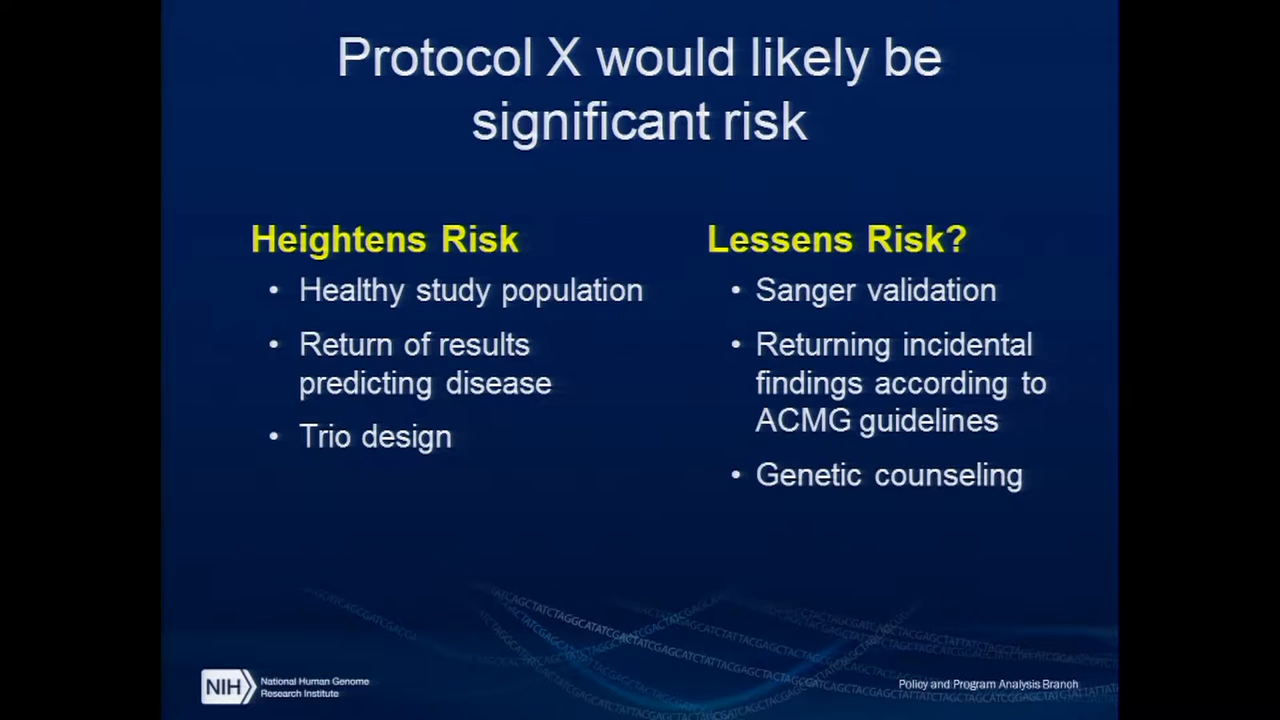 Protocol X would likely be
significant risk
Heightens Risk
• Healthy study population
• Return of results
predicting disease
• Trio design
Lessens Risk?
• Sanger validation
• Returning incidental
findings according to
ACMG guidelines
• Genetic counseling
NIH
National Human Genome
Research Institute
Policy and Program Analysis Branch